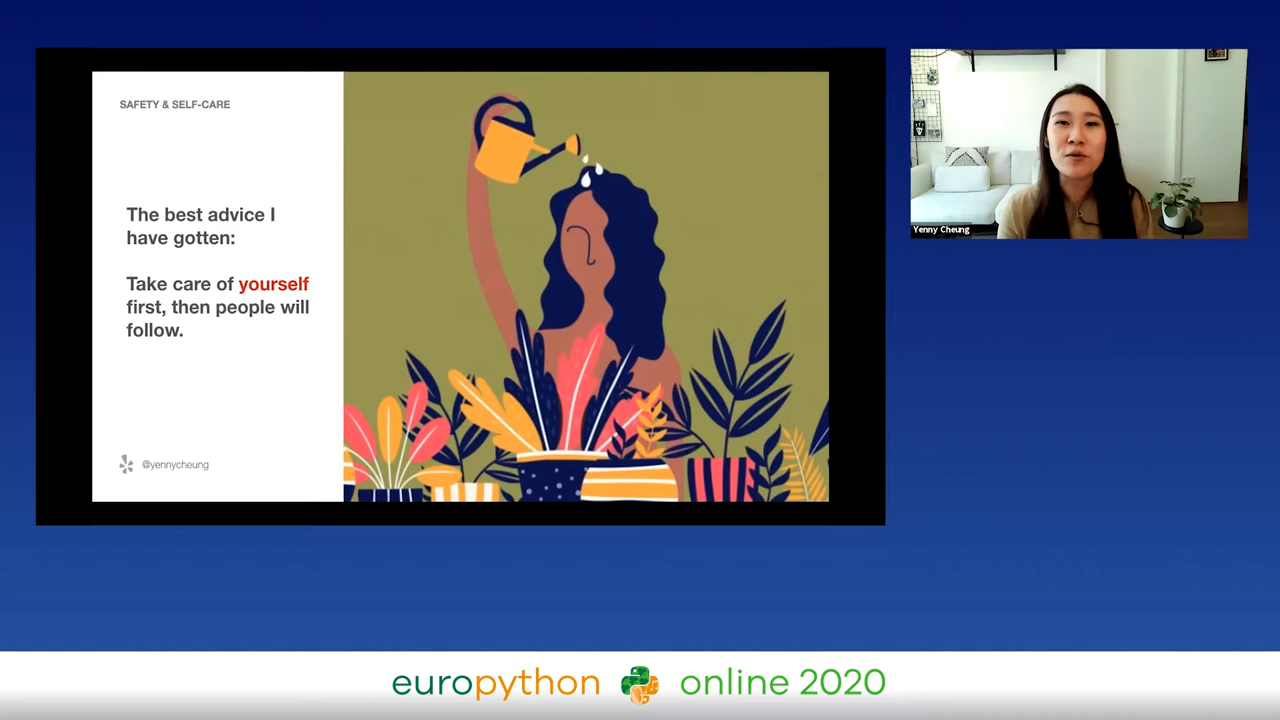 SAFETY & SELF-CARE
The best advice I
have gotten:
Take care of yourself
first, then people will
follow.
@yennycheung
Yenny Cheung
europython online 2020